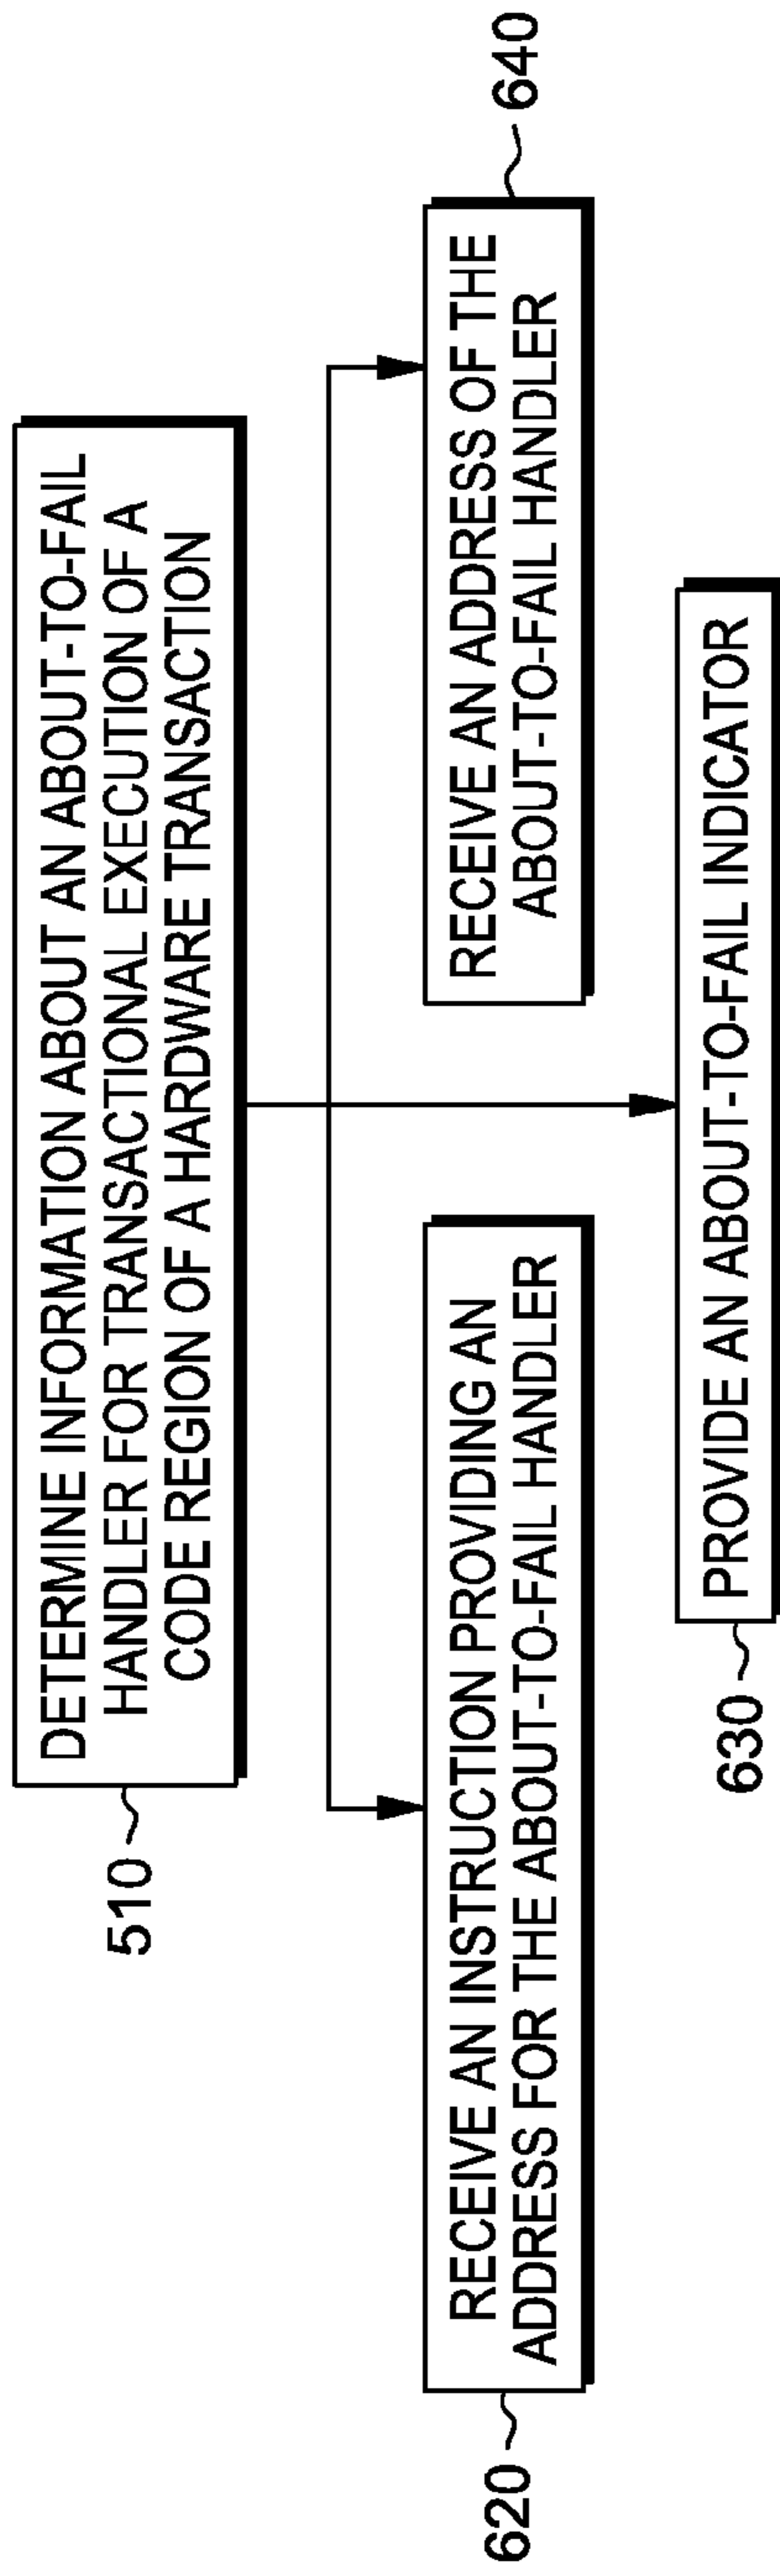 510
DETERMINE INFORMATION ABOUT AN ABOUT-TO-FAIL
HANDLER FOR TRANSACTIONAL EXECUTION OF A
CODE REGION OF A HARDWARE TRANSACTION
620
RECEIVE AN INSTRUCTION PROVIDING AN
ADDRESS FOR THE ABOUT-TO-FAIL HANDLER
640
RECEIVE AN ADDRESS OF THE
ABOUT-TO-FAIL HANDLER
630
PROVIDE AN ABOUT-TO-FAIL INDICATOR